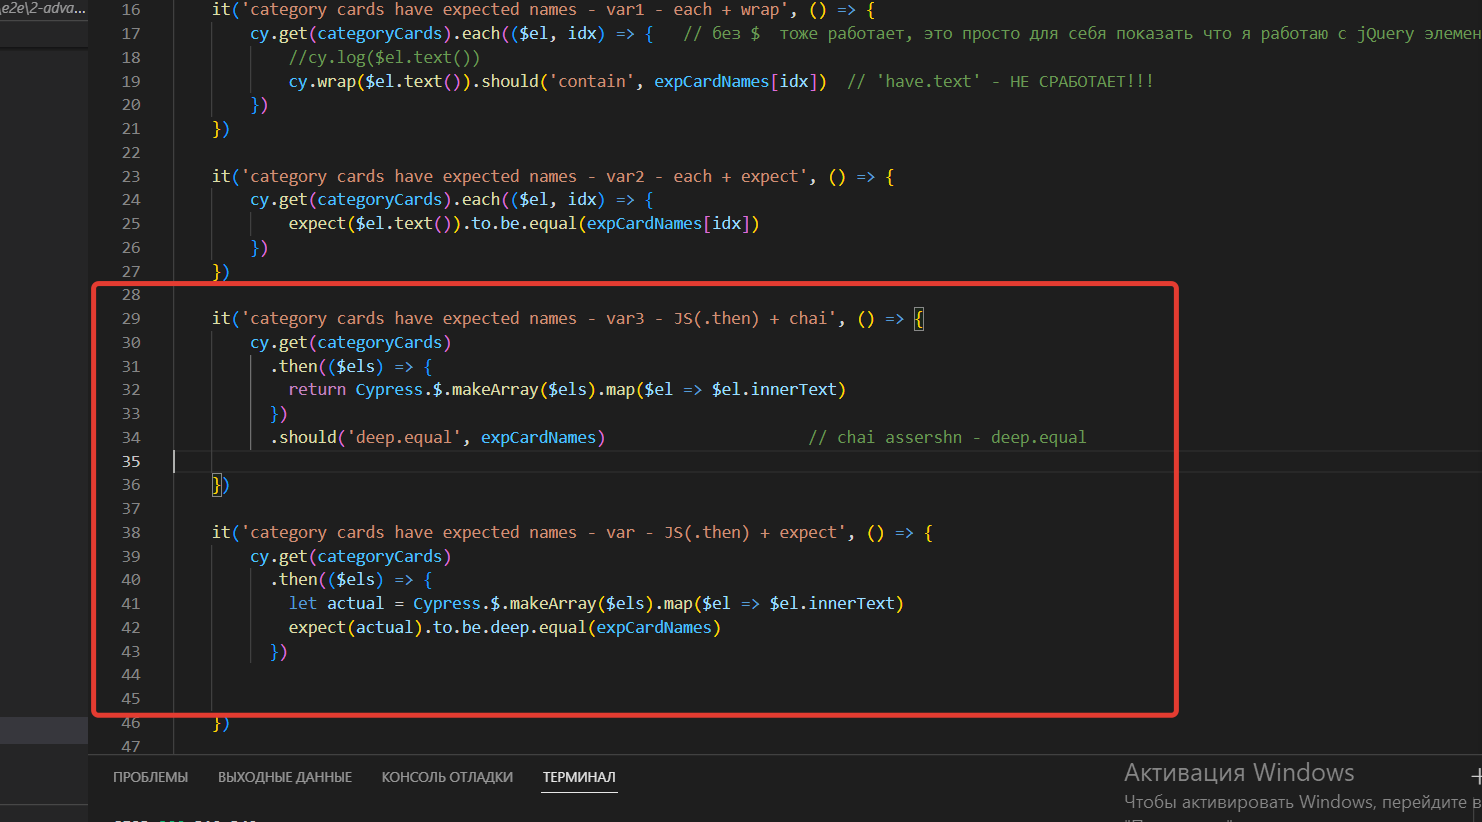 e2e\2-adva...
16 it('category cards have expected names - var1 - each + wrap', () => {
17 cy.get(categoryCards).each(($el, idx) => { // без $ тоже работает, это просто для себя показать что я работаю с jQuery элемен
18 //cy.log($el.text())
19 cy.wrap($el.text()).should('contain', expCardNames[idx]) // 'have.text' - НЕ СРАБОТАЕТ!!!
20 })
21 })
22
23 it('category cards have expected names - var2 - each + expect', () => {
24 cy.get(categoryCards).each(($el, idx) => {
25 expect($el.text()).to.be.equal(expCardNames[idx])
26 })
27 })
28
29 it('category cards have expected names - var3 - JS(.then) + chai', () => {
30 cy.get(categoryCards)
31 .then(($els) => {
32 return Cypress.$.makeArray($els).map($el => $el.innerText)
33 })
34 .should('deep.equal', expCardNames) // chai assershn - deep.equal
35
36 })
37
38 it('category cards have expected names - var - JS(.then) + expect', () => {
39 cy.get(categoryCards)
40 .then(($els) => {
41 let actual = Cypress.$.makeArray($els).map($el => $el.innerText)
42 expect(actual).to.be.deep.equal(expCardNames)
43 })
44
45
46 })
47
ПРОБЛЕМЫ ВЫХОДНЫЕ ДАННЫЕ КОНСОЛЬ ОТЛАДКИ ТЕРМИНАЛ
Активация Windows
Чтобы активировать Windows, перейдите в